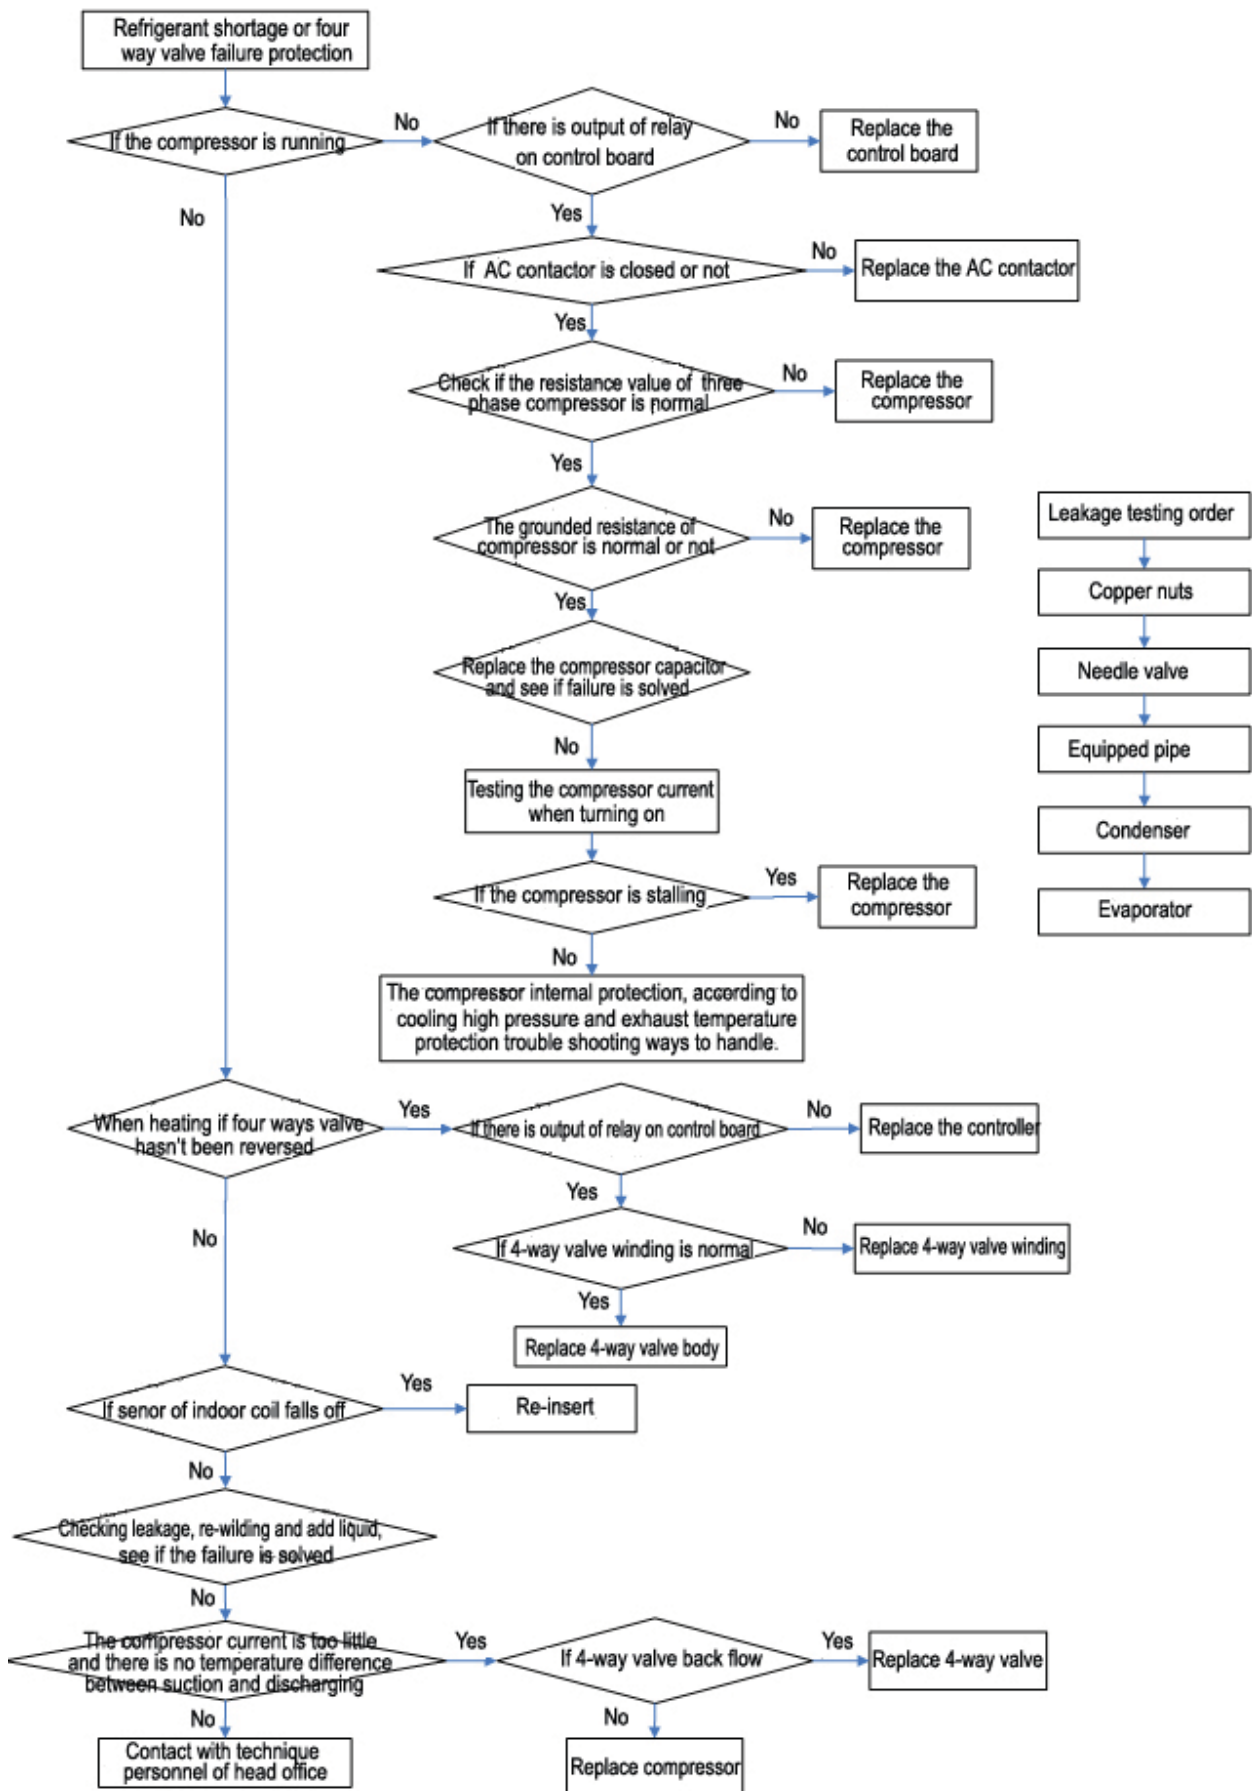 Refrigerant shortage or four
way valve failure protection
If the compressor is running
No
If there is output of relay
on control board
No
Replace the
control board
No
Yes
If AC contactor is closed or not
No
Replace the AC contactor
Yes
Check if the resistance value of three
phase compressor is normal
No
Replace the
compressor
Yes
The grounded resistance of
compressor is normal or not
No
Replace the
compressor
Yes
Replace the compressor capacitor
and see if failure is solved
No
Testing the compressor current
when turning on
If the compressor is stalling
Yes
Replace the
compressor
No
The compressor internal protection, according to
cooling high pressure and exhaust temperature
protection trouble shooting ways to handle.
Leakage testing order
Copper nuts
Needle valve
Equipped pipe
Condenser
Evaporator
When heating if four ways valve
hasn't been reversed
Yes
If there is output of relay on control board
No
Replace the controller
Yes
No
If 4-way valve winding is normal
No
Replace 4-way valve winding
Yes
Replace 4-way valve body
If senor of indoor coil falls off
Yes
Re-insert
No
Checking leakage, re-wilding and add liquid,
see if the failure is solved
No
The compressor current is too little
and there is no temperature difference
between suction and discharging
Yes
If 4-way valve back flow
Yes
Replace 4-way valve
No
No
Contact with technique
personnel of head office
Replace compressor